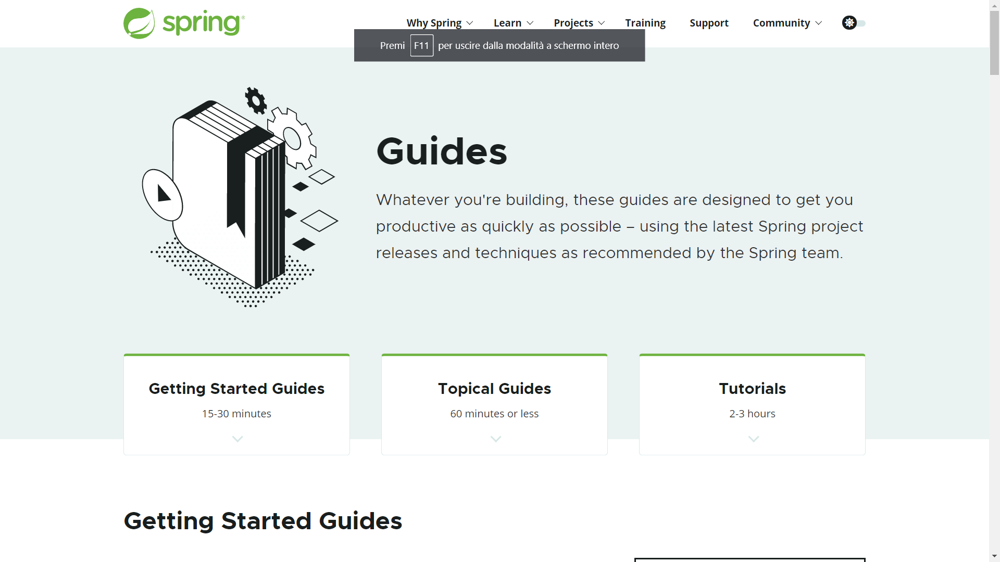 spring
Why Spring
Learn
Projects
Training
Support
Community
Premi F11 per uscire dalla modalità a schermo intero
Guides
Whatever you're building, these guides are designed to get you
productive as quickly as possible – using the latest Spring project
releases and techniques as recommended by the Spring team.
Getting Started Guides
15-30 minutes
Topical Guides
60 minutes or less
Tutorials
2-3 hours
Getting Started Guides